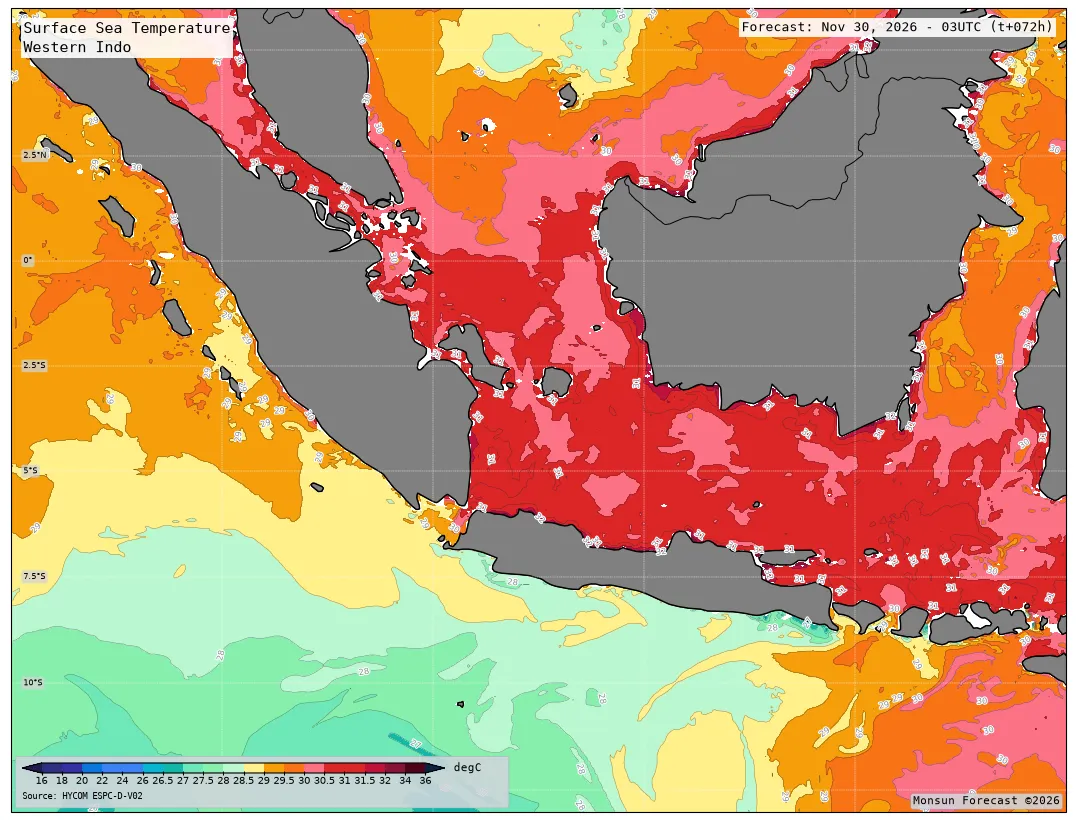 Surface Sea Temperature
Western Indo
Forecast: Nov 30, 2026 - 03UTC (t+072h)
2.5°N
0°
2.5°S
5°S
7.5°S
10°S
degC
16 18 20 22 24 26 26.5 27 27.5 28 28.5 29 29.5 30 30.5 31 31.5 32 33 34 36
Source: HYCOM ESPC-D-V02
Monsun Forecast ©2026